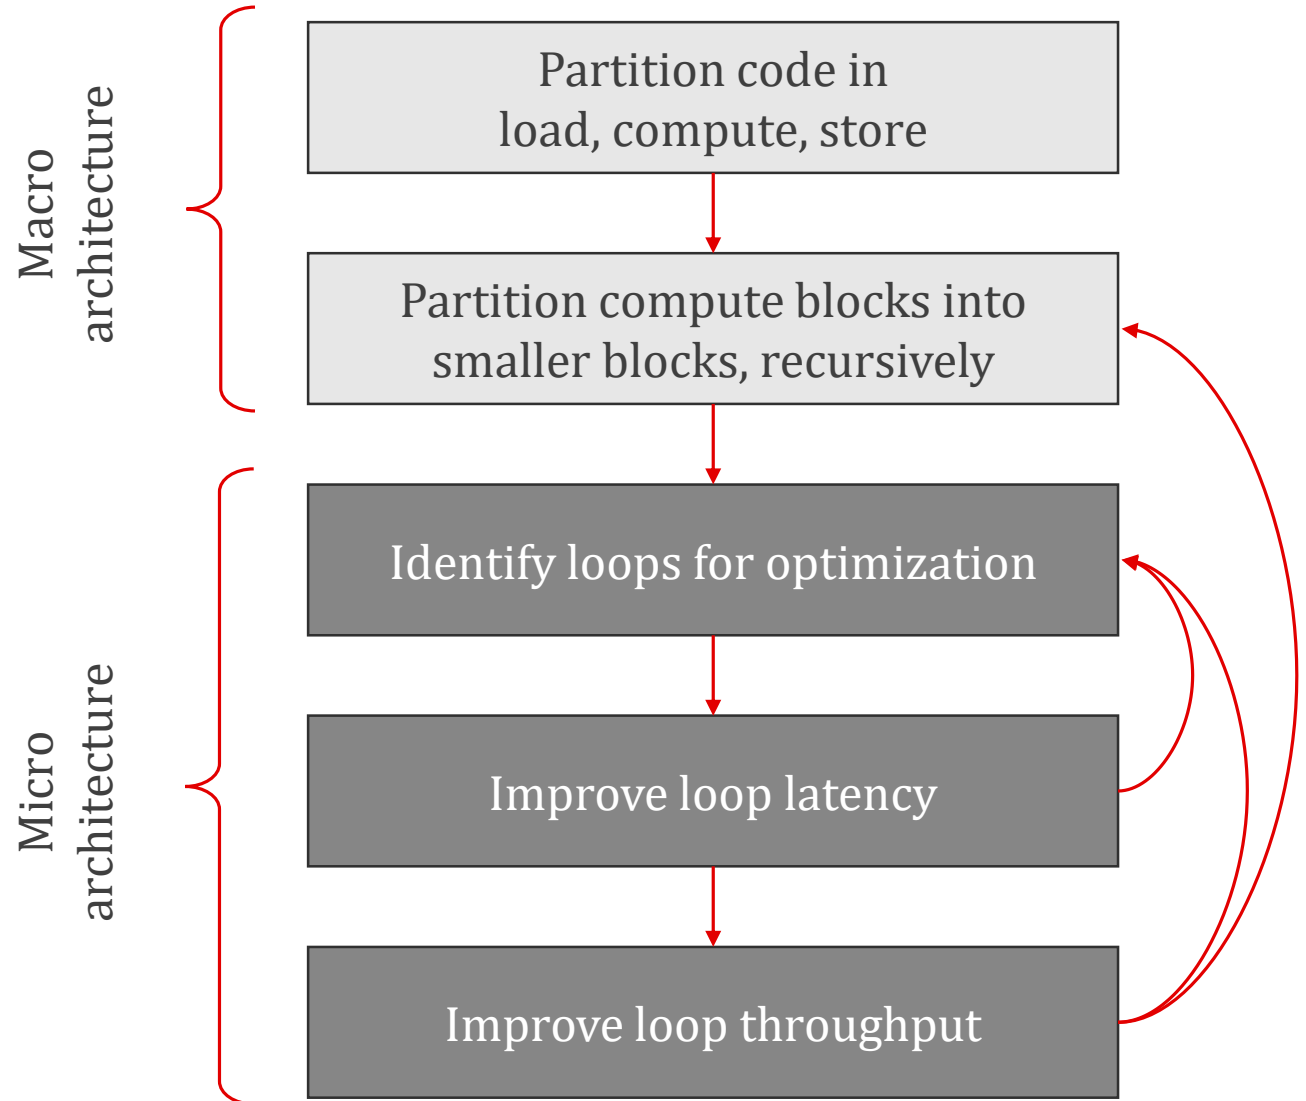 Macro
architecture
Partition code in
load, compute, store
Partition compute blocks into
smaller blocks, recursively
Micro
architecture
Identify loops for optimization
Improve loop latency
Improve loop throughput